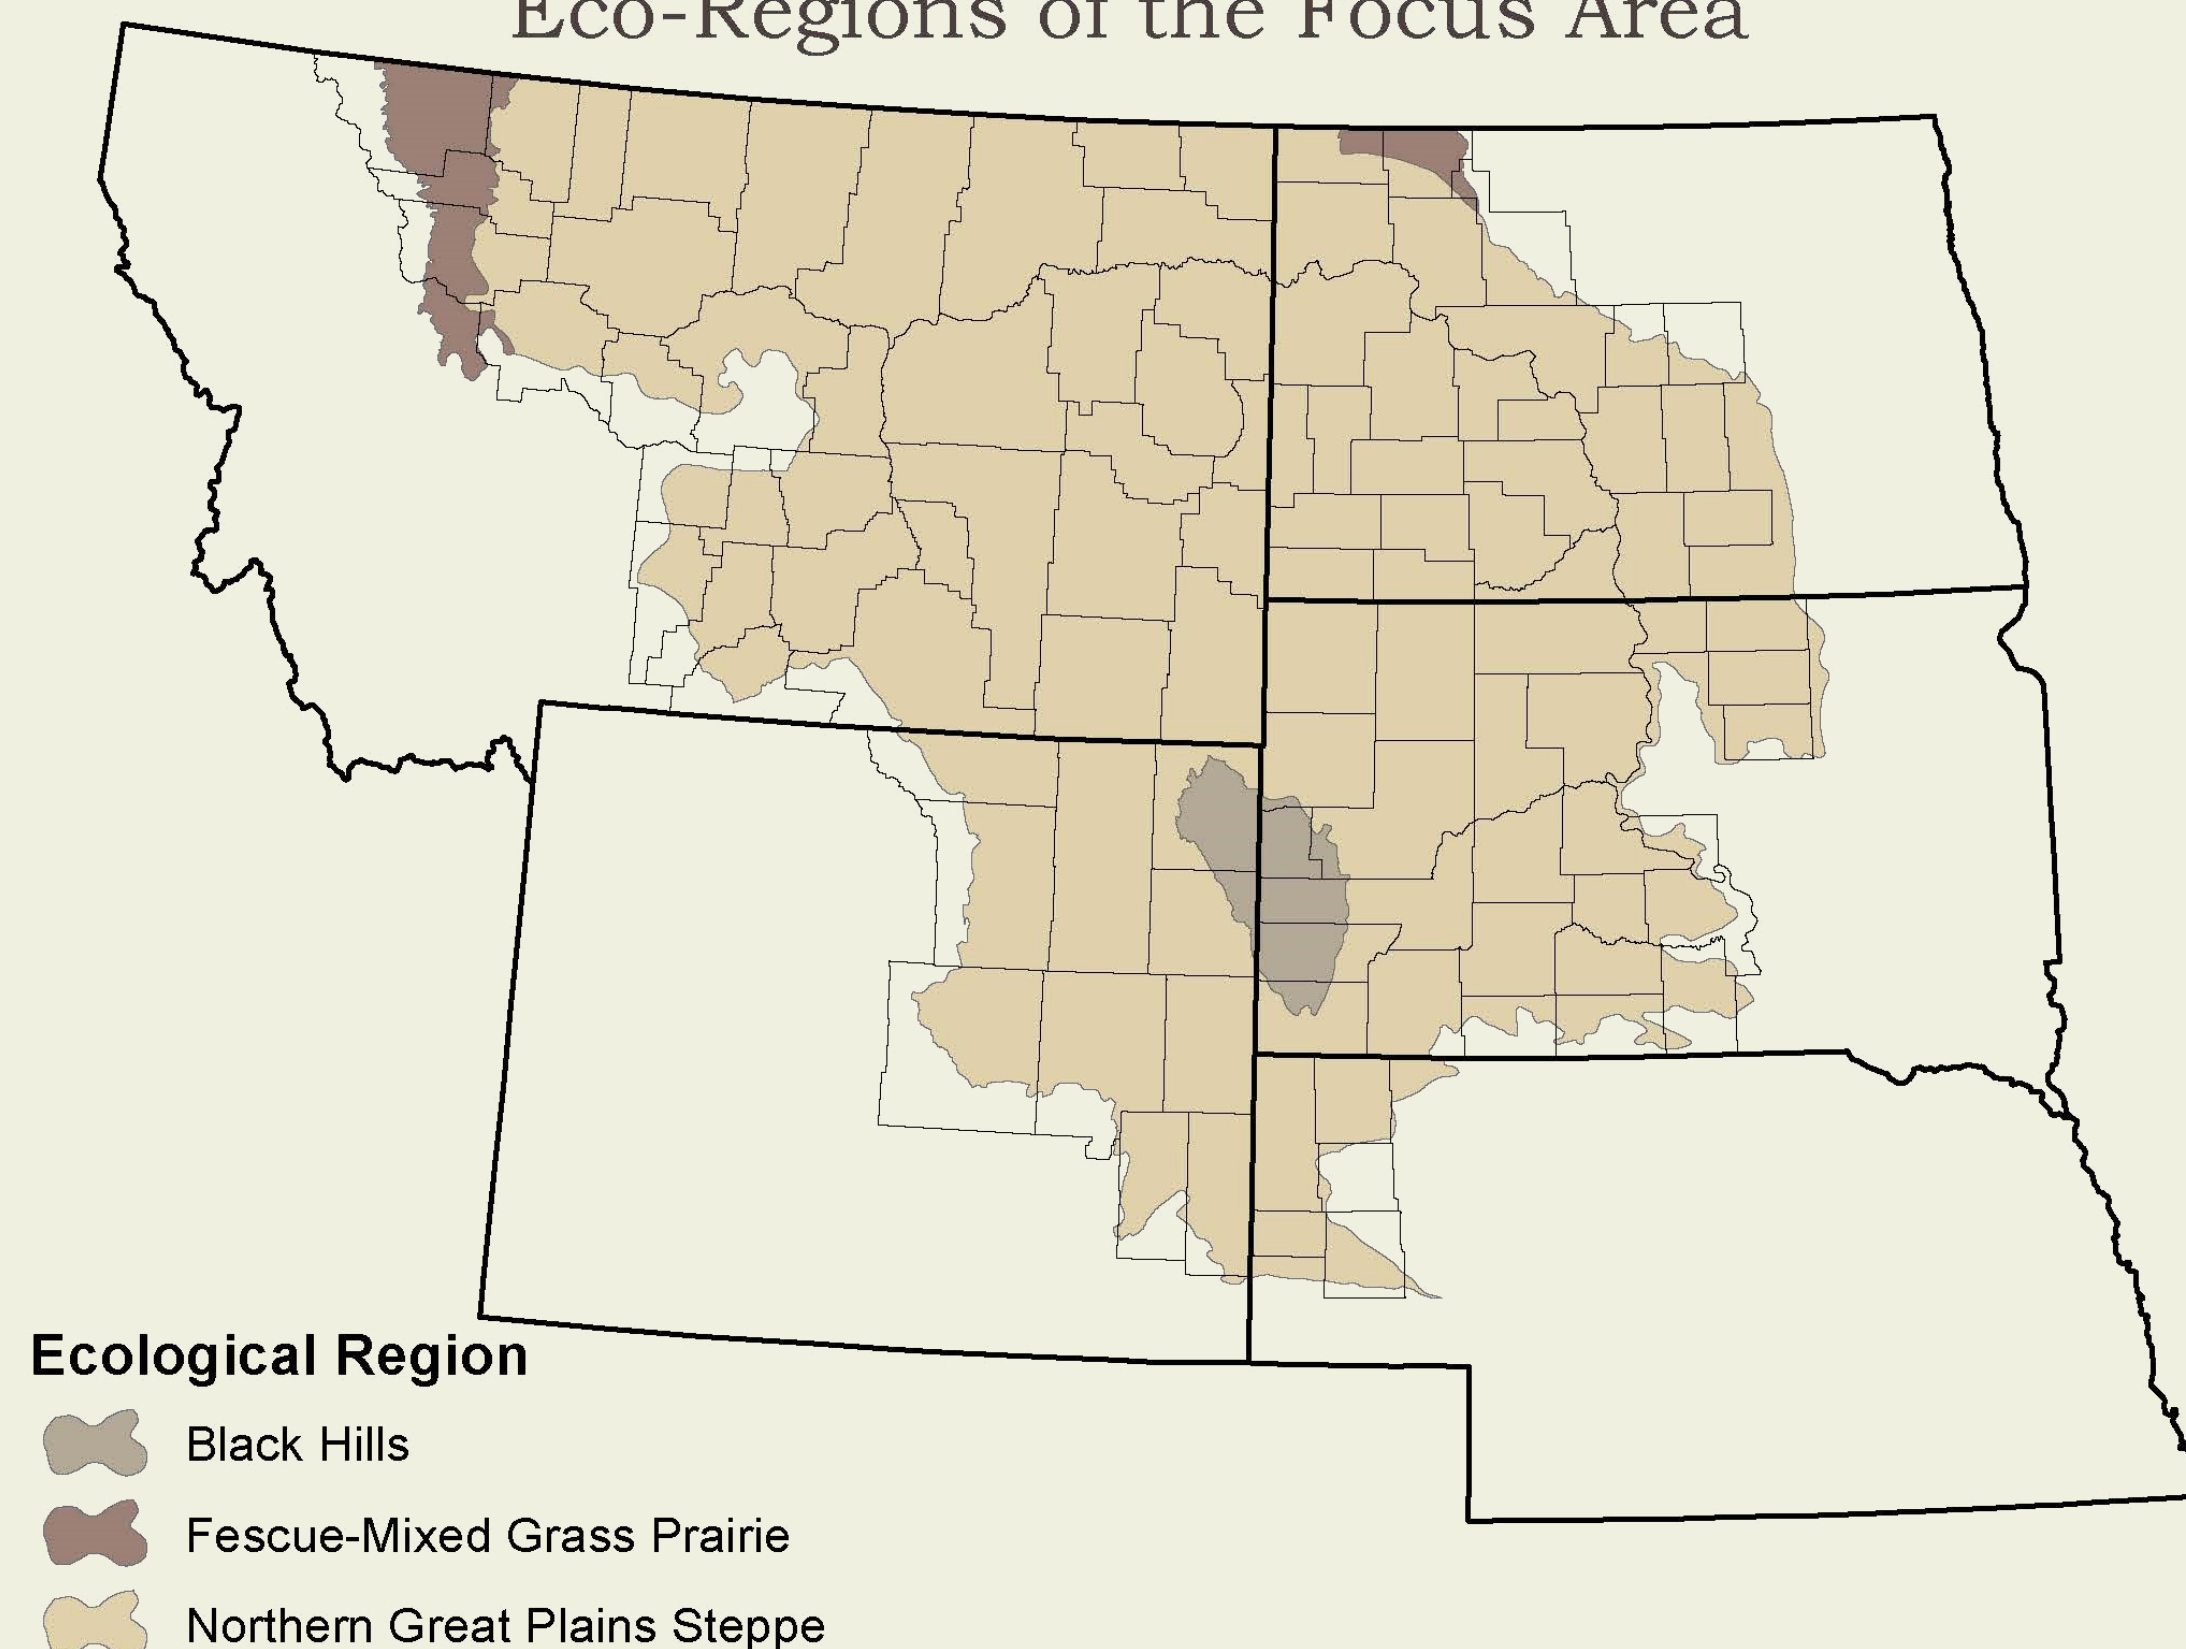 Eco-Regions of the Focus Area
Ecological Region
Black Hills
Fescue-Mixed Grass Prairie
Northern Great Plains Steppe